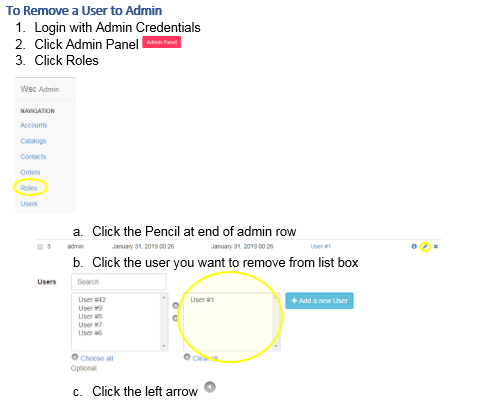 To Remove a User to Admin
1. Login with Admin Credentials
2. Click Admin Panel Admin Panel
3. Click Roles
Wsc Admin
NAVIGATION
Accounts
Catalogs
Contacts
Orders
Roles
Users
a. Click the Pencil at end of admin row
3 admin January 31, 2019 00:26 January 31, 2019 00:26 User #1
b. Click the user you want to remove from list box
Users Search
User #42 User #1 + Add a new User
User #9
User #8
User #7
User #6
Choose all Clear all
Optional.
c. Click the left arrow